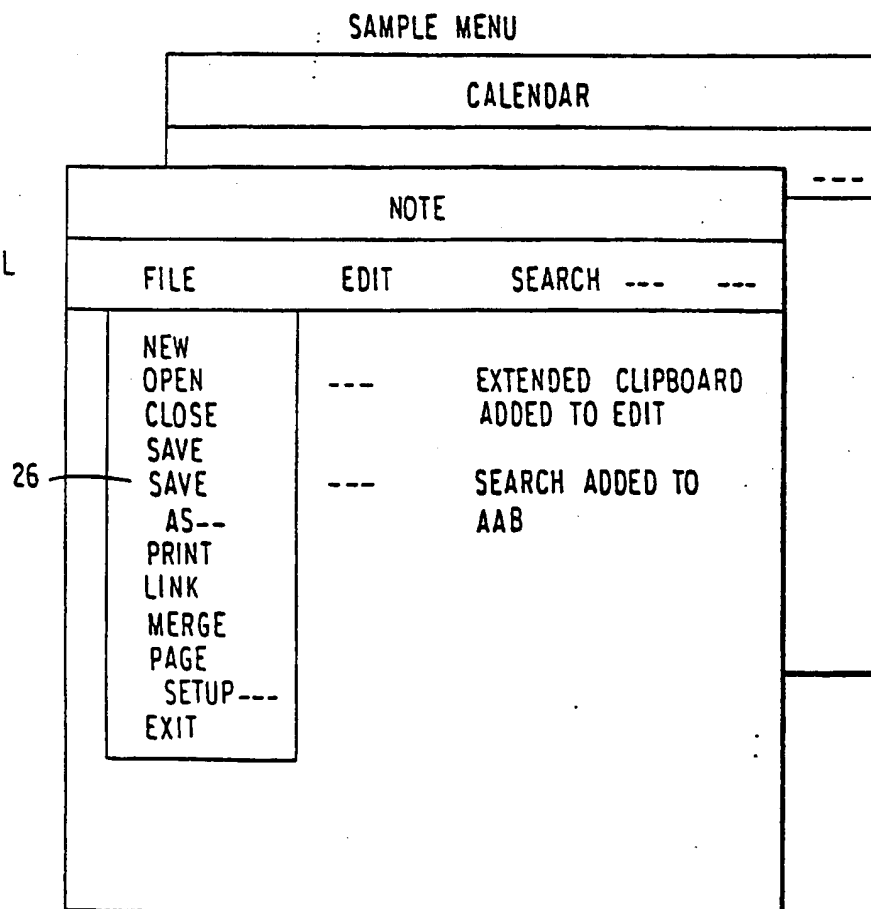 SAMPLE MENU
CALENDAR
---
NOTE
L
FILE EDIT SEARCH --- ---
NEW
OPEN --- EXTENDED CLIPBOARD
CLOSE ADDED TO EDIT
SAVE
26 SAVE --- SEARCH ADDED TO
AS-- AAB
PRINT
LINK
MERGE
PAGE
SETUP---
EXIT